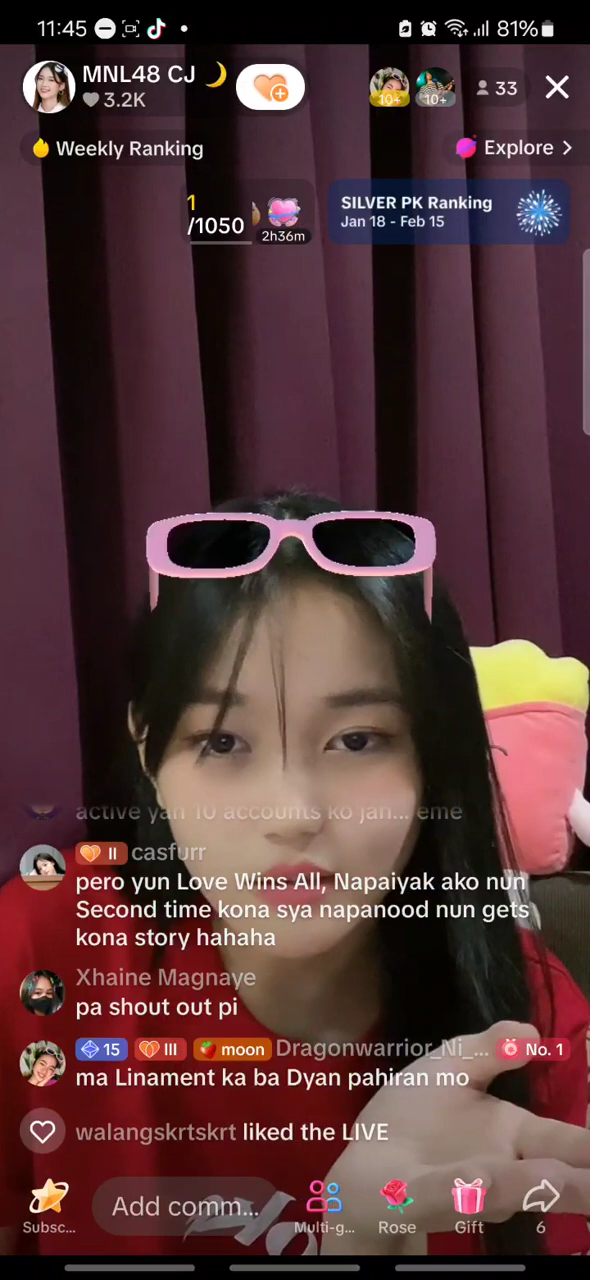 11:45
81%
MNL48 CJ 🌙
3.2K
10+
10+
33
Weekly Ranking
Explore >
1
/1050
2h36m
SILVER PK Ranking
Jan 18 - Feb 15
active yan 10 accounts ko jan... eme
II casfurr
pero yun Love Wins All, Napaiyak ako nun
Second time kona sya napanood nun gets
kona story hahaha
Xhaine Magnaye
pa shout out pi
15 III moon Dragonwarrior_Ni_... No. 1
ma Linament ka ba Dyan pahiran mo
walangskrtskrt liked the LIVE
Add comm...
Subsc...
Multi-g...
Rose
Gift
6